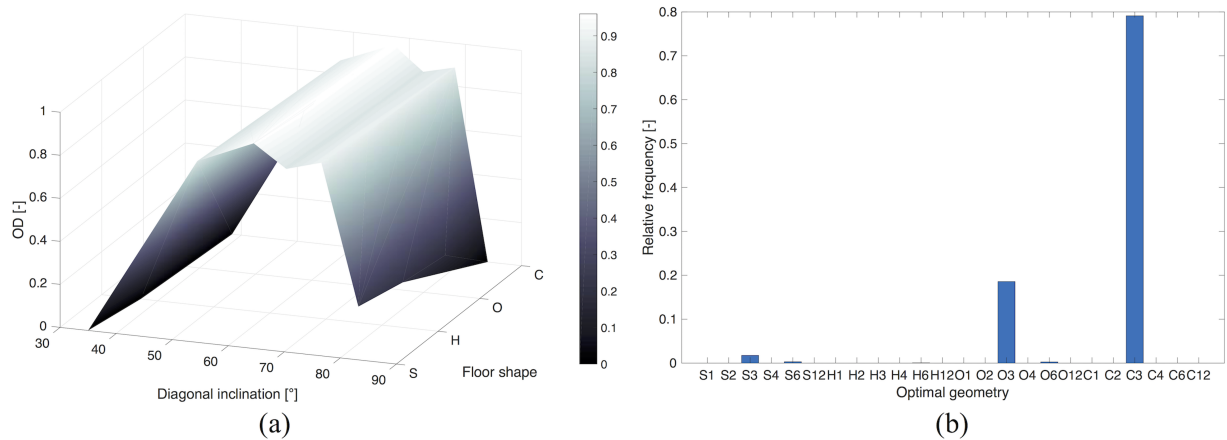 1
0.8
0.6
0.4
0.2
0
OD [-]
30
40
50
60
70
80
90
Diagonal inclination [°]
S
H
O
C
Floor shape
0.9
0.8
0.7
0.6
0.5
0.4
0.3
0.2
0.1
0
(a)
0.8
0.7
0.6
0.5
0.4
0.3
0.2
0.1
0
Relative frequency [-]
S1 S2 S3 S4 S6 S12 H1 H2 H3 H4 H6 H12 O1 O2 O3 O4 O6 O12 C1 C2 C3 C4 C6 C12
Optimal geometry
(b)